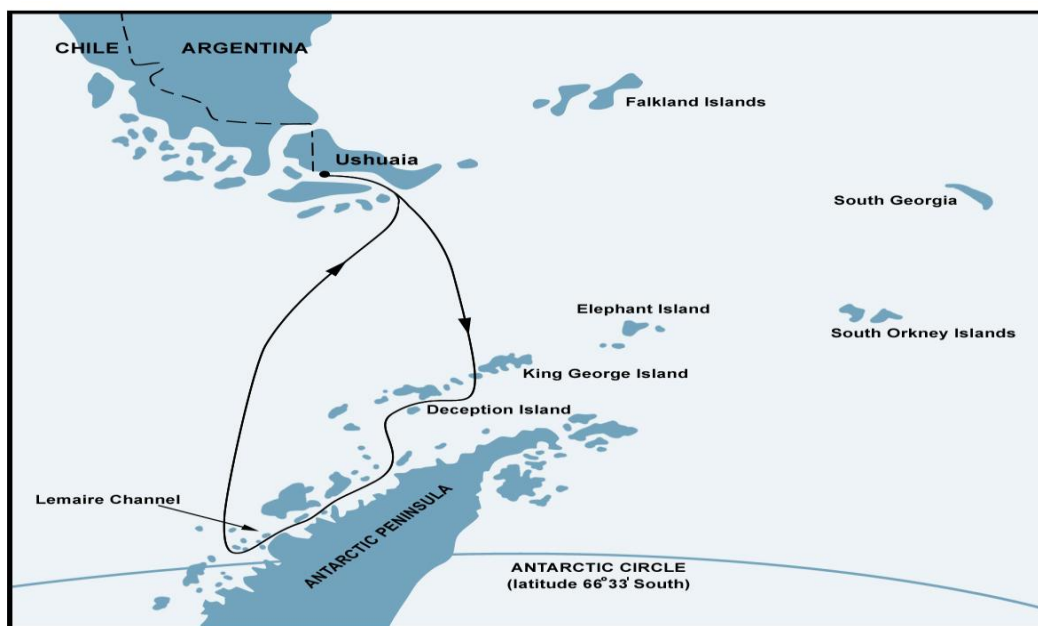 CHILE
ARGENTINA
Falkland Islands
Ushuaia
South Georgia
Elephant Island
South Orkney Islands
King George Island
Deception Island
Lemaire Channel
ANTARCTIC PENINSULA
ANTARCTIC CIRCLE
(latitude 66°33' South)